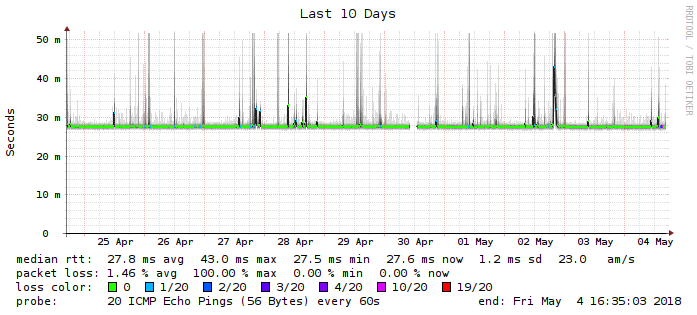 Last 10 Days
RRDTOOL / TOBI OETIKER
Seconds
50 m
40 m
30 m
20 m
10 m
0
25 Apr 26 Apr 27 Apr 28 Apr 29 Apr 30 Apr 01 May 02 May 03 May 04 May
median rtt: 27.8 ms avg 43.0 ms max 27.5 ms min 27.6 ms now 1.2 ms sd 23.0 am/s
packet loss: 1.46 % avg 100.00 % max 0.00 % min 0.00 % now
loss color: 0 1/20 2/20 3/20 4/20 10/20 19/20
probe: 20 ICMP Echo Pings (56 Bytes) every 60s end: Fri May 4 16:35:03 2018